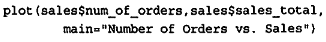 plot(sales$num_of_orders,sales$sales_total,
main="Number of Orders vs. Sales")